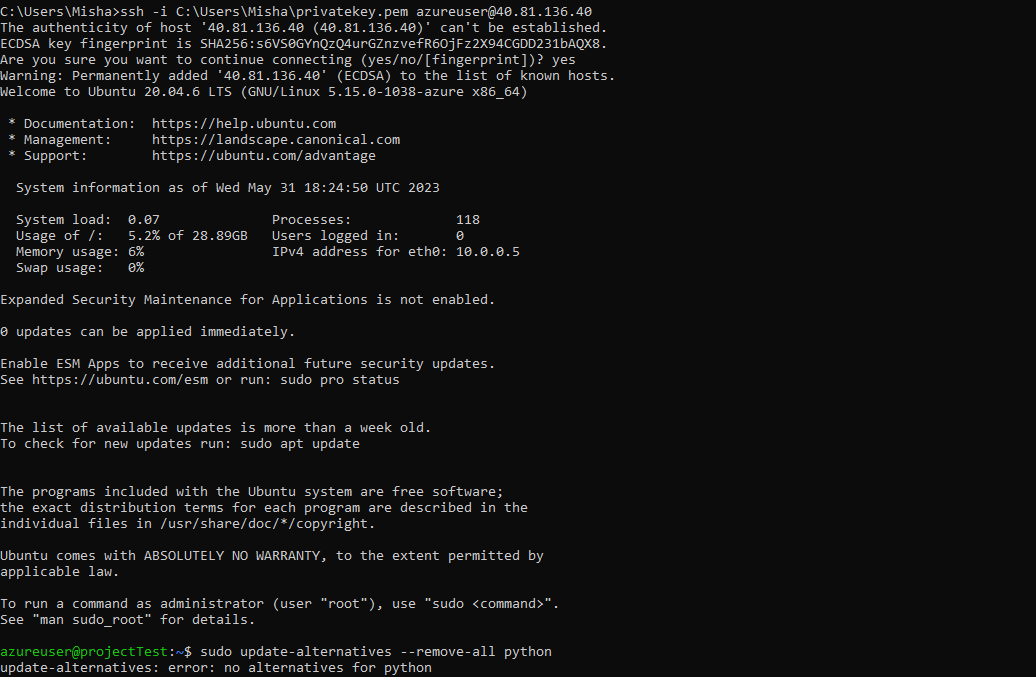 C:\Users\Misha>ssh -i C:\Users\Misha\privatekey.pem azureuser@40.81.136.40
The authenticity of host '40.81.136.40 (40.81.136.40)' can't be established.
ECDSA key fingerprint is SHA256:s6VS0GYnQzQ4urGZnzvefR6OjFz2X94CGDD231bAQX8.
Are you sure you want to continue connecting (yes/no/[fingerprint])? yes
Warning: Permanently added '40.81.136.40' (ECDSA) to the list of known hosts.
Welcome to Ubuntu 20.04.6 LTS (GNU/Linux 5.15.0-1038-azure x86_64)
* Documentation:  https://help.ubuntu.com
* Management:     https://landscape.canonical.com
* Support:        https://ubuntu.com/advantage
System information as of Wed May 31 18:24:50 UTC 2023
System load:  0.07              Processes:             118
Usage of /:   5.2% of 28.89GB   Users logged in:       0
Memory usage: 6%                IPv4 address for eth0: 10.0.0.5
Swap usage:   0%
Expanded Security Maintenance for Applications is not enabled.
0 updates can be applied immediately.
Enable ESM Apps to receive additional future security updates.
See https://ubuntu.com/esm or run: sudo pro status
The list of available updates is more than a week old.
To check for new updates run: sudo apt update
The programs included with the Ubuntu system are free software;
the exact distribution terms for each program are described in the
individual files in /usr/share/doc/*/copyright.
Ubuntu comes with ABSOLUTELY NO WARRANTY, to the extent permitted by
applicable law.
To run a command as administrator (user "root"), use "sudo <command>".
See "man sudo_root" for details.
azureuser@projectTest:~$ sudo update-alternatives --remove-all python
update-alternatives: error: no alternatives for python